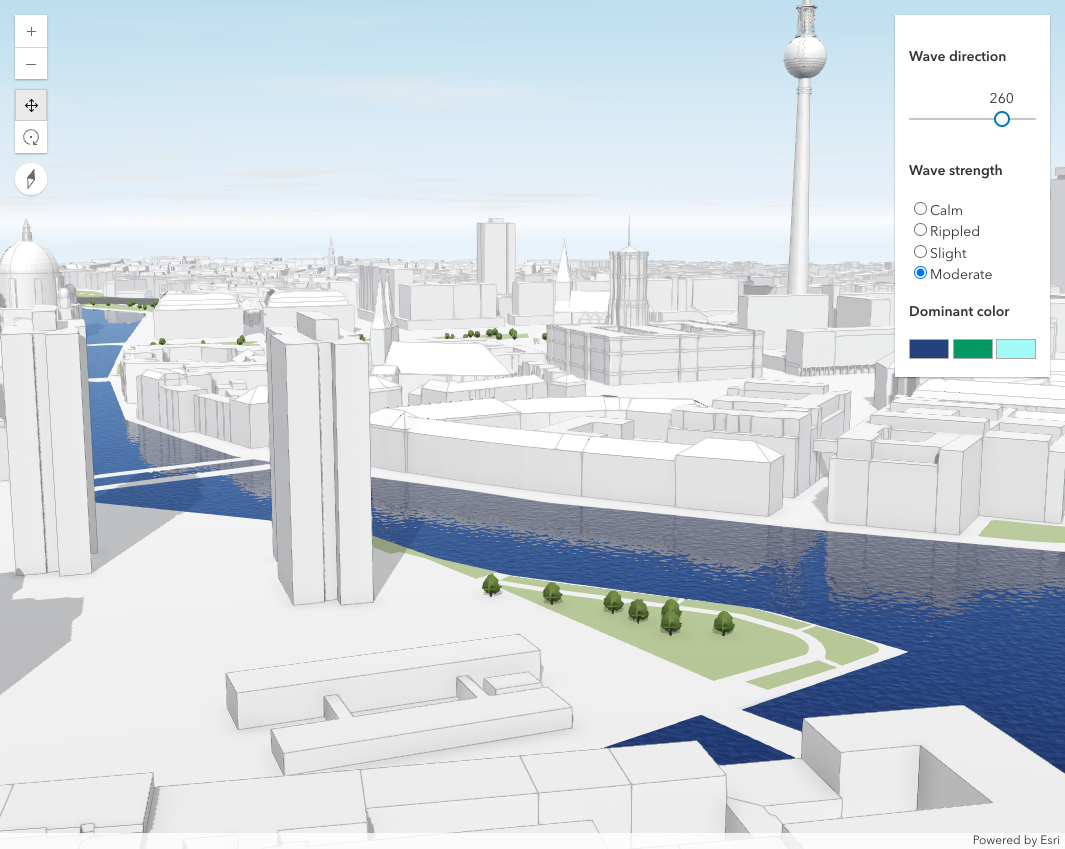 Wave direction
260
Wave strength
Calm
Rippled
Slight
Moderate
Dominant color
Powered by Esri